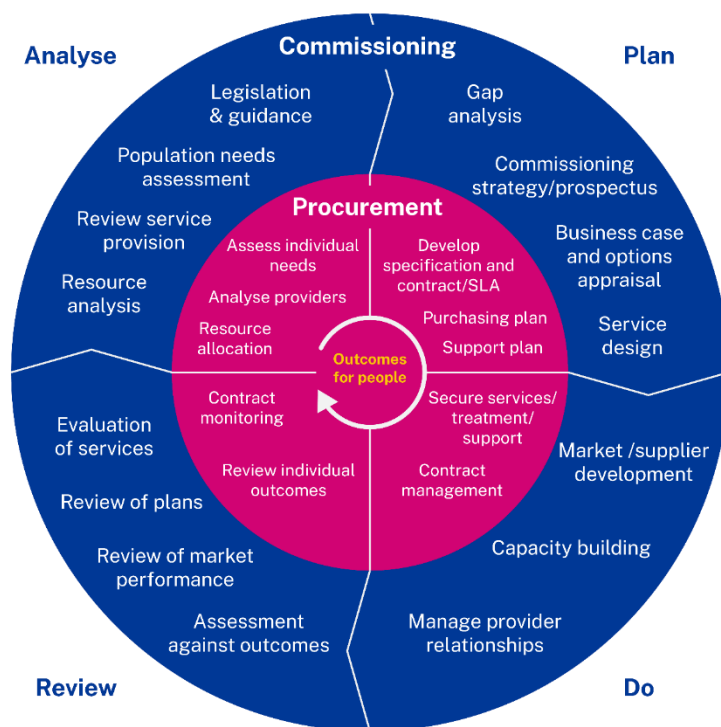 Analyse
Commissioning
Plan
Legislation
& guidance
Population needs
assessment
Review service
provision
Resource
analysis
Gap
analysis
Commissioning
strategy/prospectus
Business case
and options
appraisal
Service
design
Procurement
Assess individual
needs
Analyse providers
Resource
allocation
Develop
specification and
contract/SLA
Purchasing plan
Support plan
Outcomes
for people
Contract
monitoring
Review individual
outcomes
Secure services/
treatment/
support
Contract
management
Evaluation
of services
Review of plans
Review of market
performance
Assessment
against outcomes
Market /supplier
development
Capacity building
Manage provider
relationships
Review
Do